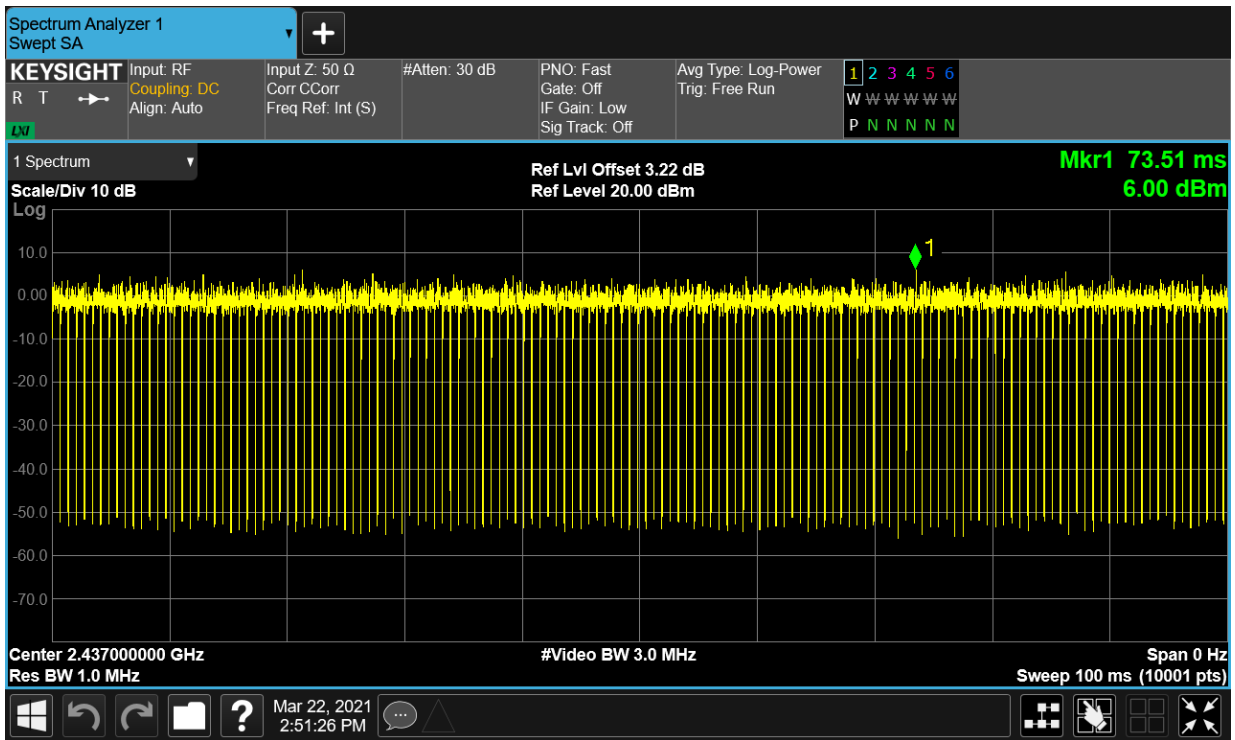 Spectrum Analyzer 1
Swept SA
+
KEYSIGHT
R T
LXI
Input: RF
Coupling: DC
Align: Auto
Input Z: 50 Ω
Corr CCorr
Freq Ref: Int (S)
#Atten: 30 dB
PNO: Fast
Gate: Off
IF Gain: Low
Sig Track: Off
Avg Type: Log-Power
Trig: Free Run
1 2 3 4 5 6
W W W W W W
P N N N N N
1 Spectrum
Scale/Div 10 dB
Log
Ref Lvl Offset 3.22 dB
Ref Level 20.00 dBm
Mkr1 73.51 ms
6.00 dBm
1
10.0
0.00
-10.0
-20.0
-30.0
-40.0
-50.0
-60.0
-70.0
Center 2.437000000 GHz
Res BW 1.0 MHz
#Video BW 3.0 MHz
Span 0 Hz
Sweep 100 ms (10001 pts)
?
Mar 22, 2021
2:51:26 PM